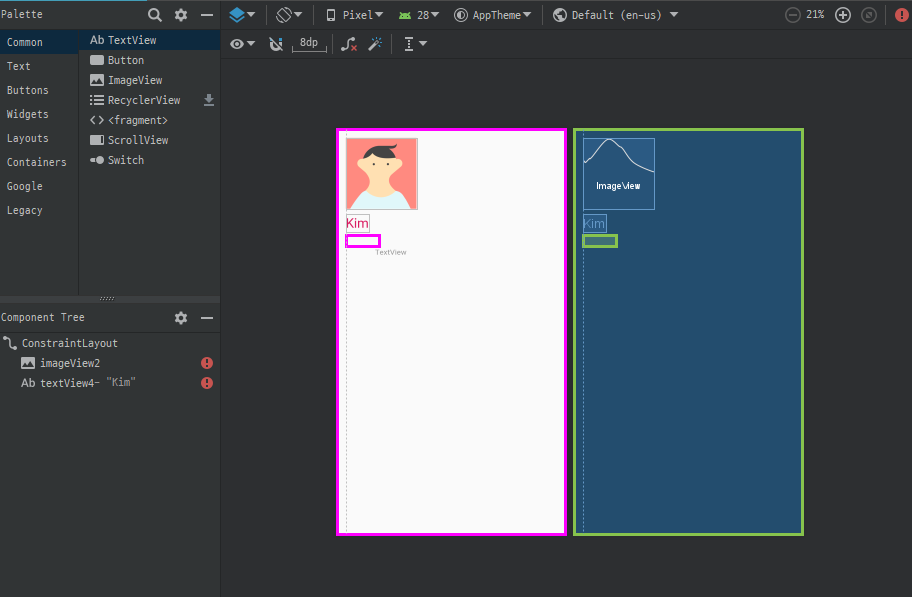 Palette
Pixel 28 AppTheme Default (en-us) 21%
Common
Text
Buttons
Widgets
Layouts
Containers
Google
Legacy
Ab TextView
Button
ImageView
RecyclerView
<fragment>
ScrollView
Switch
8dp
Kim
TextView
ImageView
Kim
Component Tree
ConstraintLayout
imageView2
Ab textView4- "Kim"